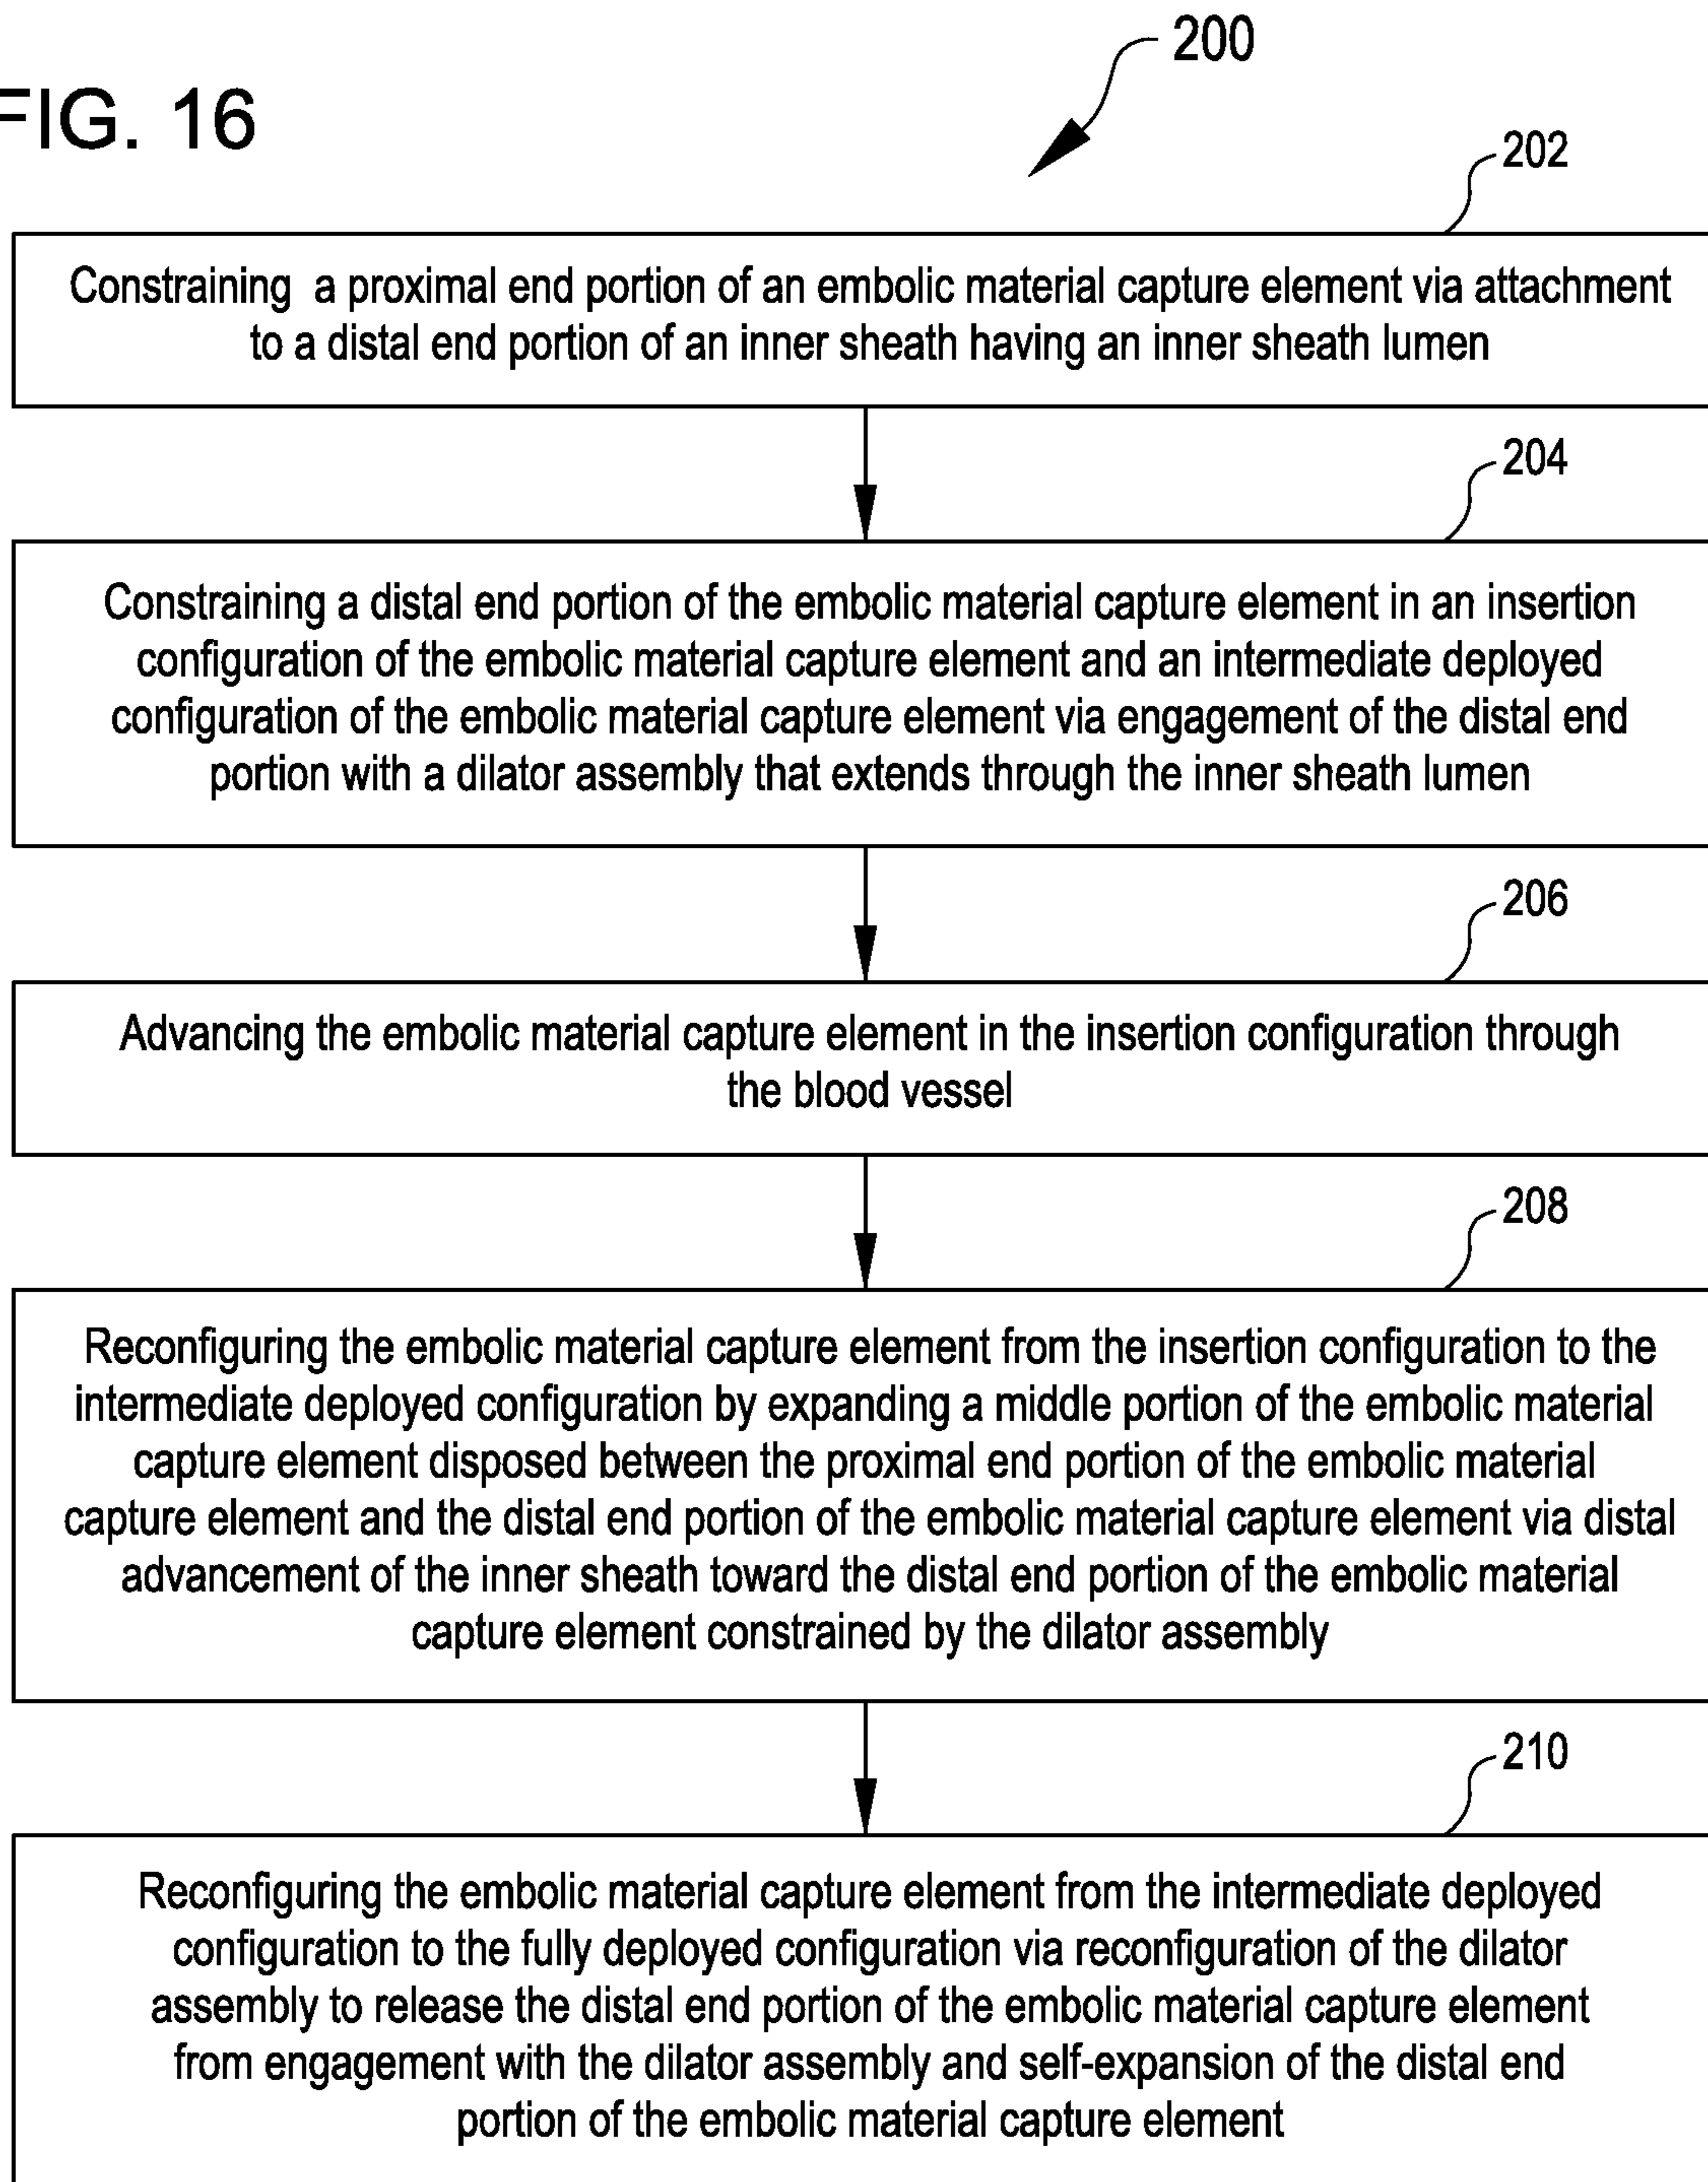 200
FIG. 16
202
Constraining a proximal end portion of an embolic material capture element via attachment
to a distal end portion of an inner sheath having an inner sheath lumen
204
Constraining a distal end portion of the embolic material capture element in an insertion
configuration of the embolic material capture element and an intermediate deployed
configuration of the embolic material capture element via engagement of the distal end
portion with a dilator assembly that extends through the inner sheath lumen
206
Advancing the embolic material capture element in the insertion configuration through
the blood vessel
208
Reconfiguring the embolic material capture element from the insertion configuration to the
intermediate deployed configuration by expanding a middle portion of the embolic material
capture element disposed between the proximal end portion of the embolic material
capture element and the distal end portion of the embolic material capture element via distal
advancement of the inner sheath toward the distal end portion of the embolic material
capture element constrained by the dilator assembly
210
Reconfiguring the embolic material capture element from the intermediate deployed
configuration to the fully deployed configuration via reconfiguration of the dilator
assembly to release the distal end portion of the embolic material capture element
from engagement with the dilator assembly and self-expansion of the distal end
portion of the embolic material capture element